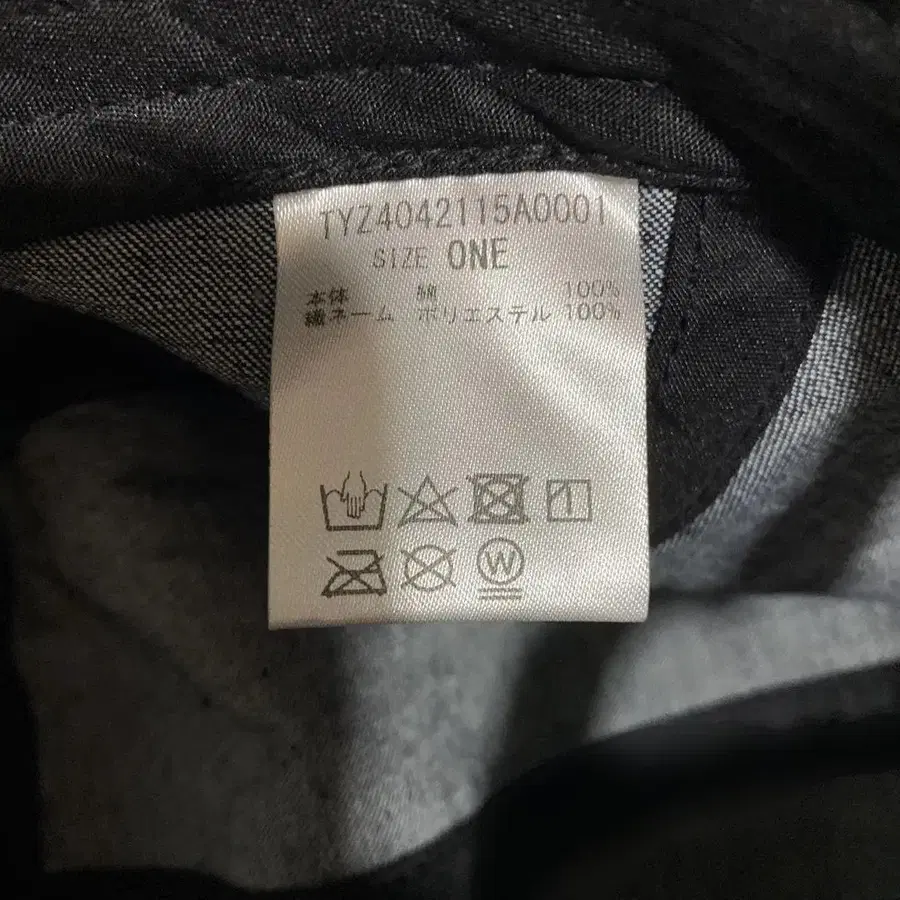 TYZ4042115A0001
SIZE ONE
本体 綿 100%
織ネーム ポリエステル 100%
W